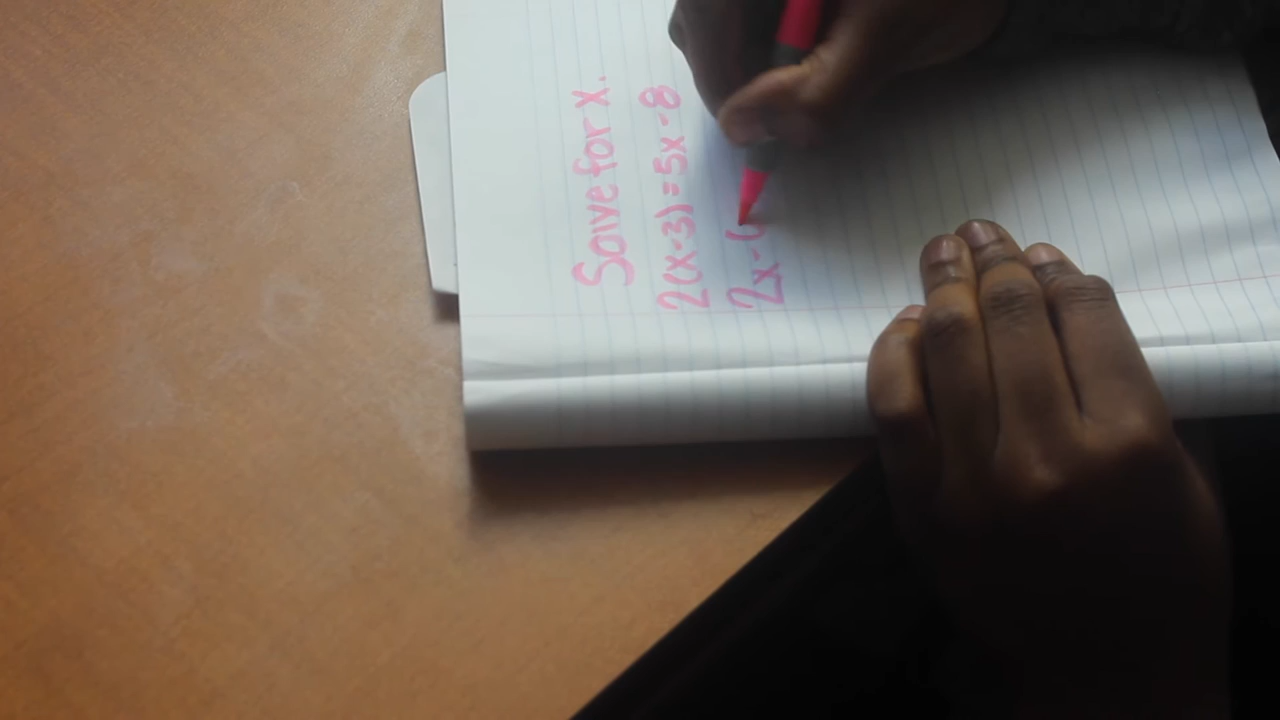 Solve for x.
2(x-3)=5x-8
2x-